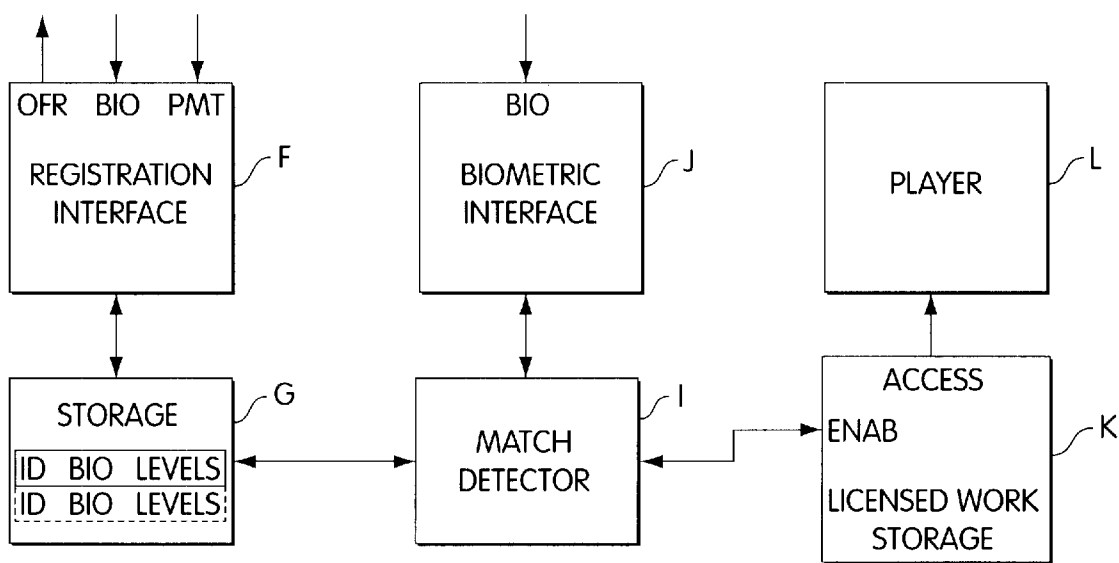 OFR BIO PMT
REGISTRATION
INTERFACE
F
BIO
BIOMETRIC
INTERFACE
J
PLAYER
L
STORAGE
G
ID BIO LEVELS
ID BIO LEVELS
MATCH
DETECTOR
I
ACCESS
ENAB
LICENSED WORK
STORAGE
K